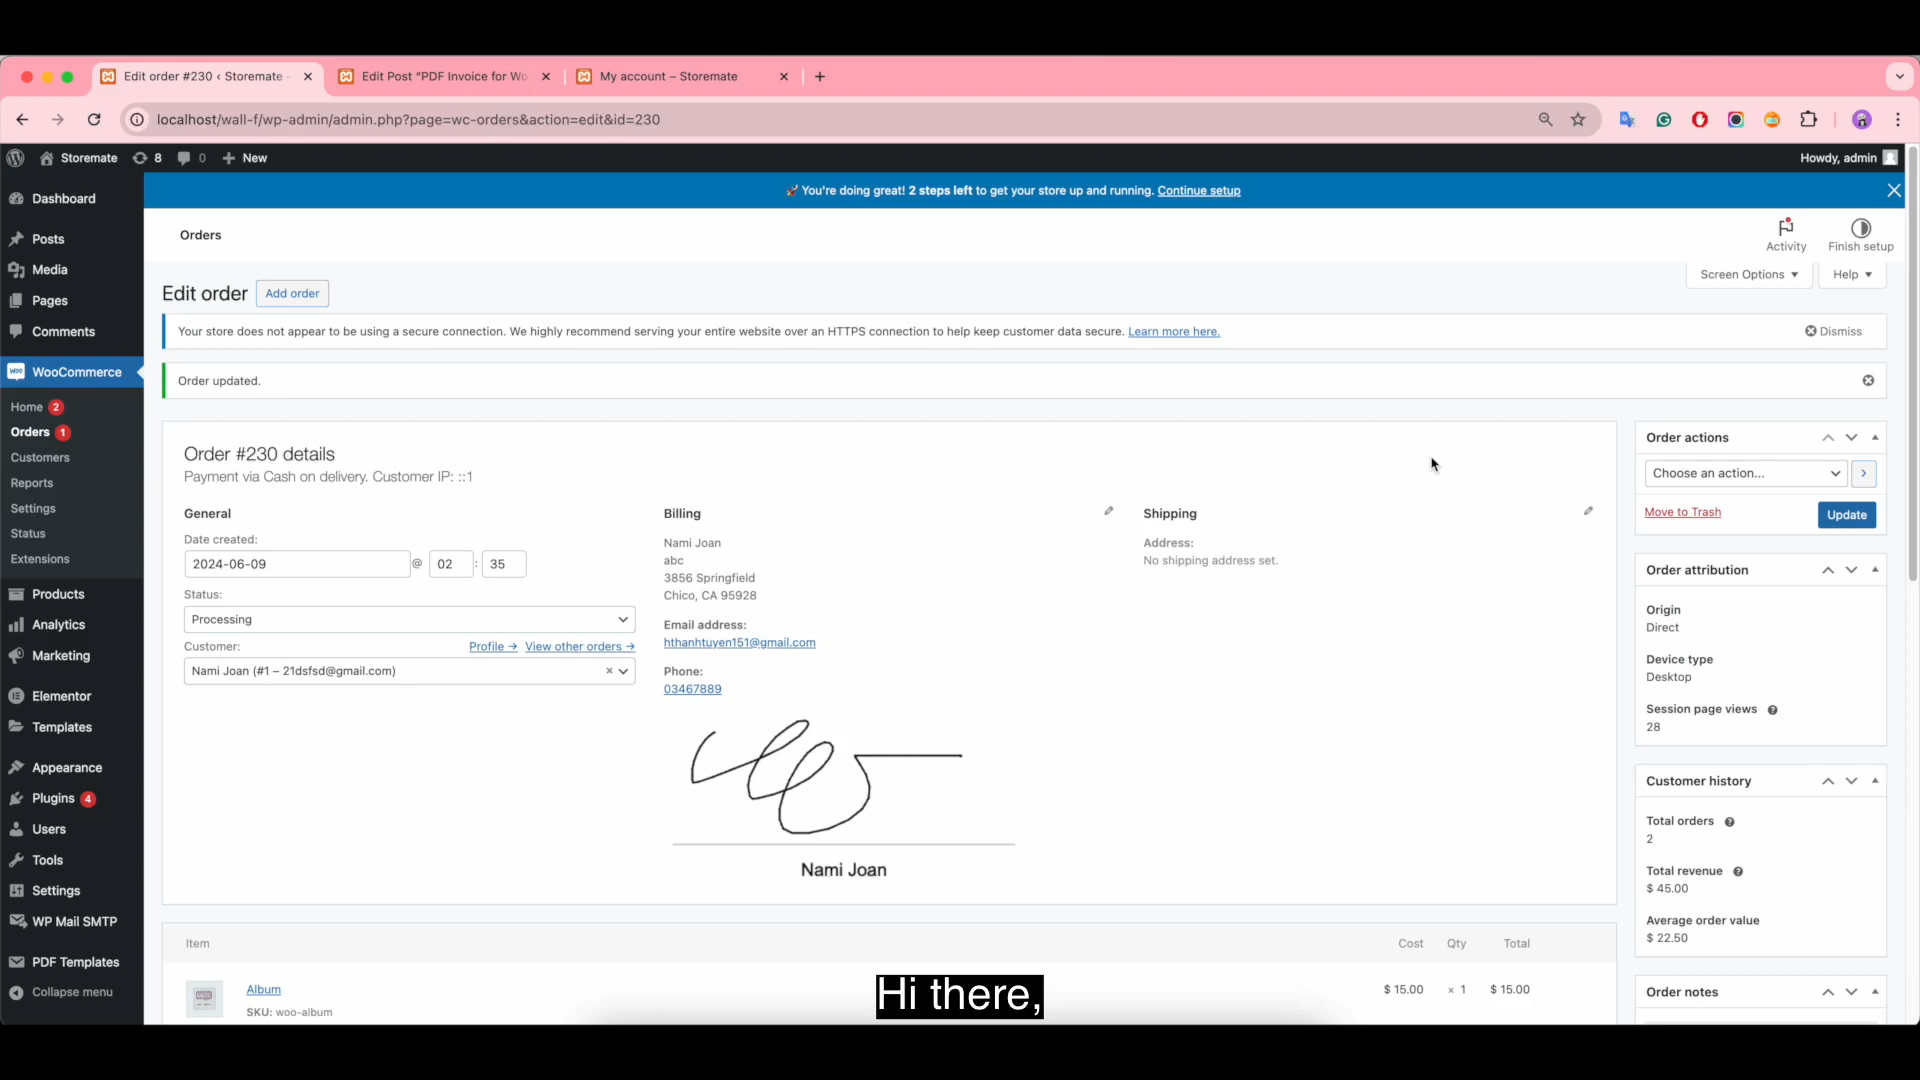 Edit order #230 ‹ Storemate -
Edit Post “PDF Invoice for Wo
My account – Storemate
localhost/wall-f/wp-admin/admin.php?page=wc-orders&action=edit&id=230
Storemate
8
0
New
Howdy, admin
You're doing great! 2 steps left to get your store up and running. Continue setup
Dashboard
Posts
Media
Pages
Comments
WooCommerce
Home 2
Orders 1
Customers
Reports
Settings
Status
Extensions
Products
Analytics
Marketing
Elementor
Templates
Appearance
Plugins 4
Users
Tools
Settings
WP Mail SMTP
PDF Templates
Collapse menu
Orders
Activity
Finish setup
Screen Options
Help
Edit order
Add order
Your store does not appear to be using a secure connection. We highly recommend serving your entire website over an HTTPS connection to help keep customer data secure. Learn more here.
Dismiss
Order updated.
Order #230 details
Payment via Cash on delivery. Customer IP: ::1
General
Date created:
2024-06-09 @ 02 : 35
Status:
Processing
Customer:
Profile →
View other orders →
Nami Joan (#1 – 21dsfsd@gmail.com)
×
Billing
Nami Joan
abc
3856 Springfield
Chico, CA 95928
Email address:
hthanhtuyen151@gmail.com
Phone:
03467889
Nami Joan
Shipping
Address:
No shipping address set.
Item
Cost
Qty
Total
Album
SKU: woo-album
$ 15.00
× 1
$ 15.00
Order actions
Choose an action...
Move to Trash
Update
Order attribution
Origin
Direct
Device type
Desktop
Session page views
28
Customer history
Total orders
2
Total revenue
$ 45.00
Average order value
$ 22.50
Order notes
Hi there,